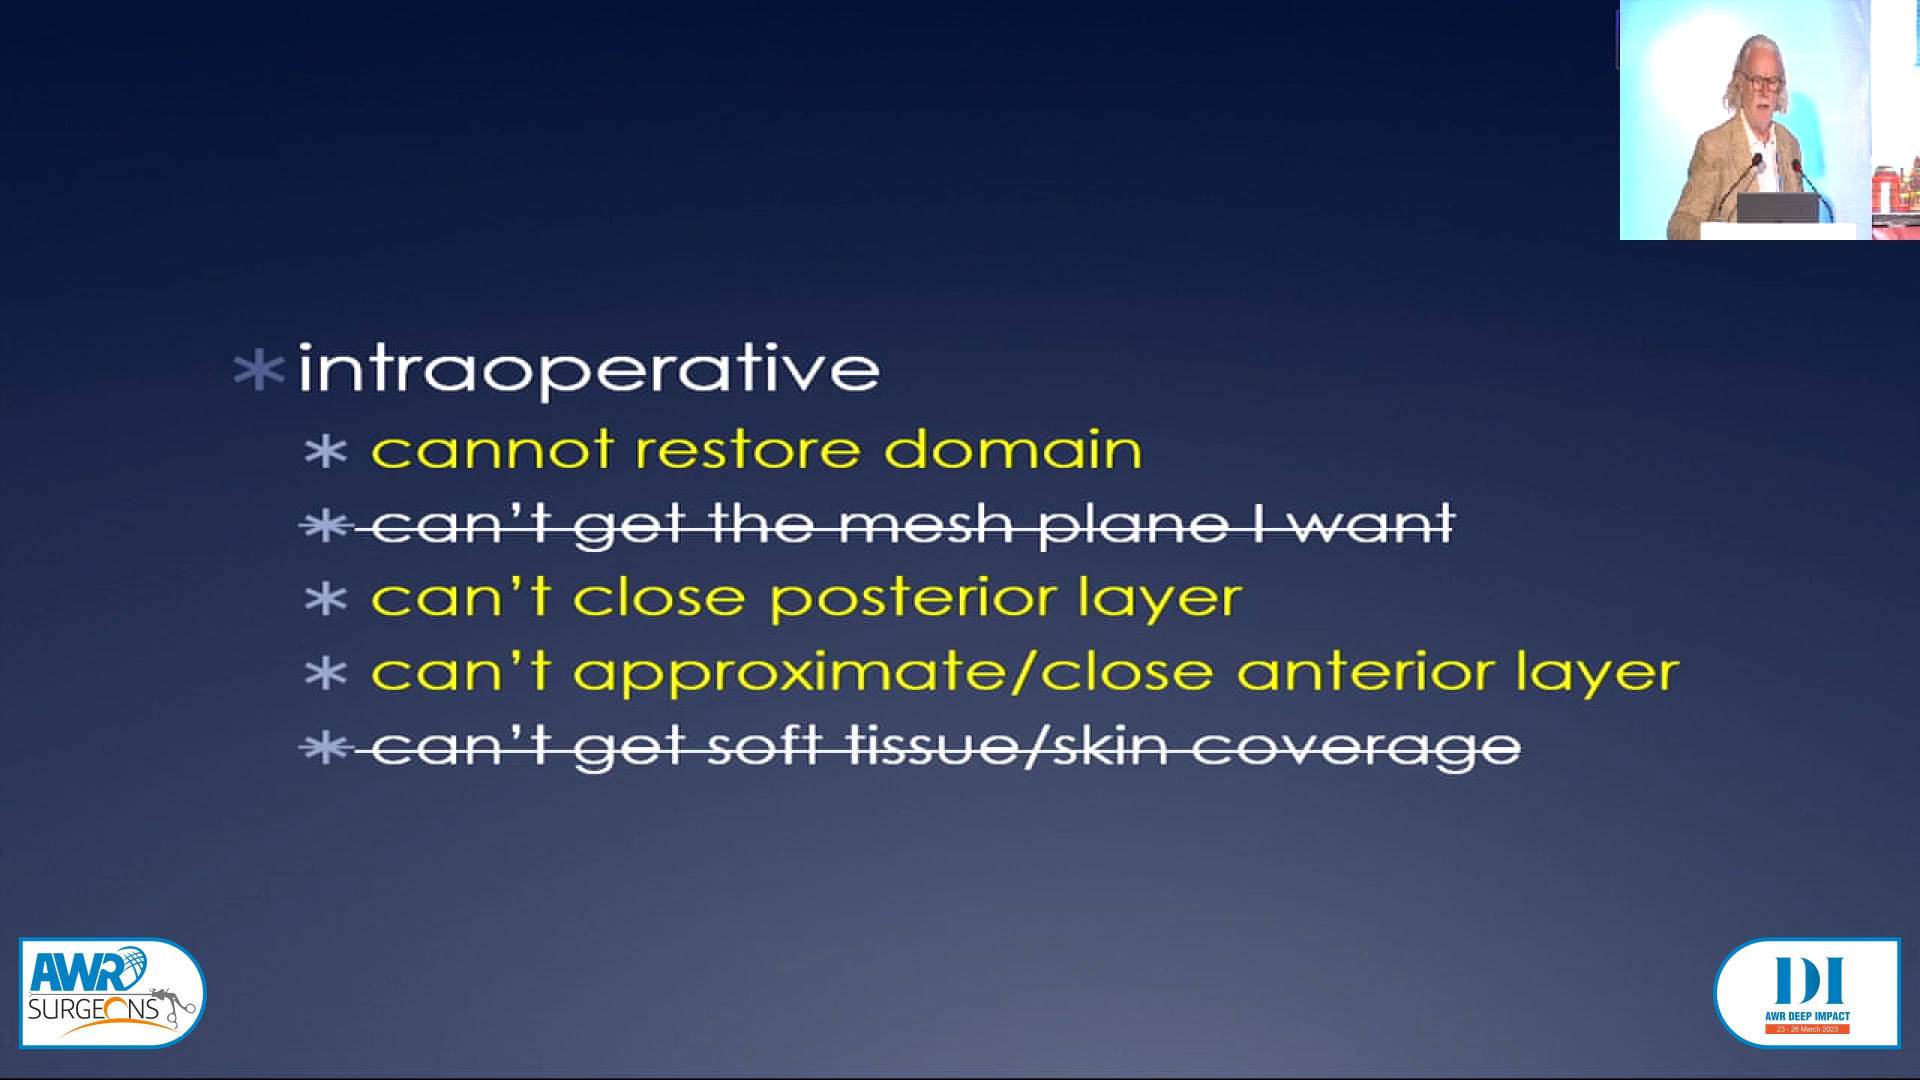 * intraoperative
* cannot restore domain
* can't get the mesh plane I want
* can't close posterior layer
* can't approximate/close anterior layer
* can't get soft tissue/skin coverage
AWR
SURGEONS
DI
AWR DEEP IMPACT
23 - 26 March 2023